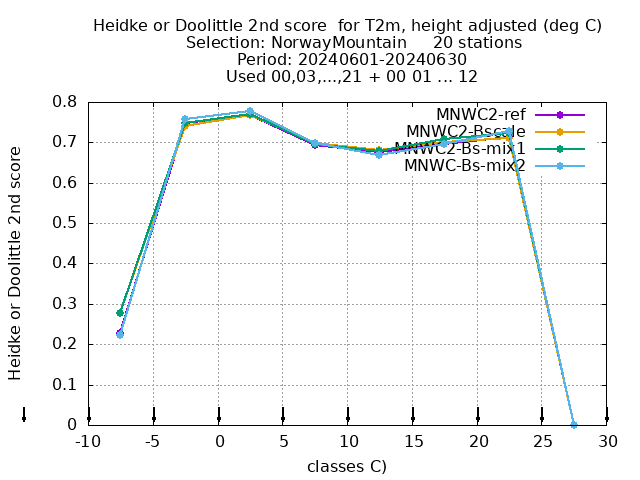 Heidke or Doolittle 2nd score for T2m, height adjusted (deg C)
Selection: NorwayMountain 20 stations
Period: 20240601-20240630
Used 00,03,...,21 + 00 01 ... 12
Heidke or Doolittle 2nd score
0.8
0.7
0.6
0.5
0.4
0.3
0.2
0.1
0
MNWC2-ref
MNWC2-Bscale
MNWC2-Bs-mix1
MNWC-Bs-mix2
-10 -5 0 5 10 15 20 25 30
classes C)